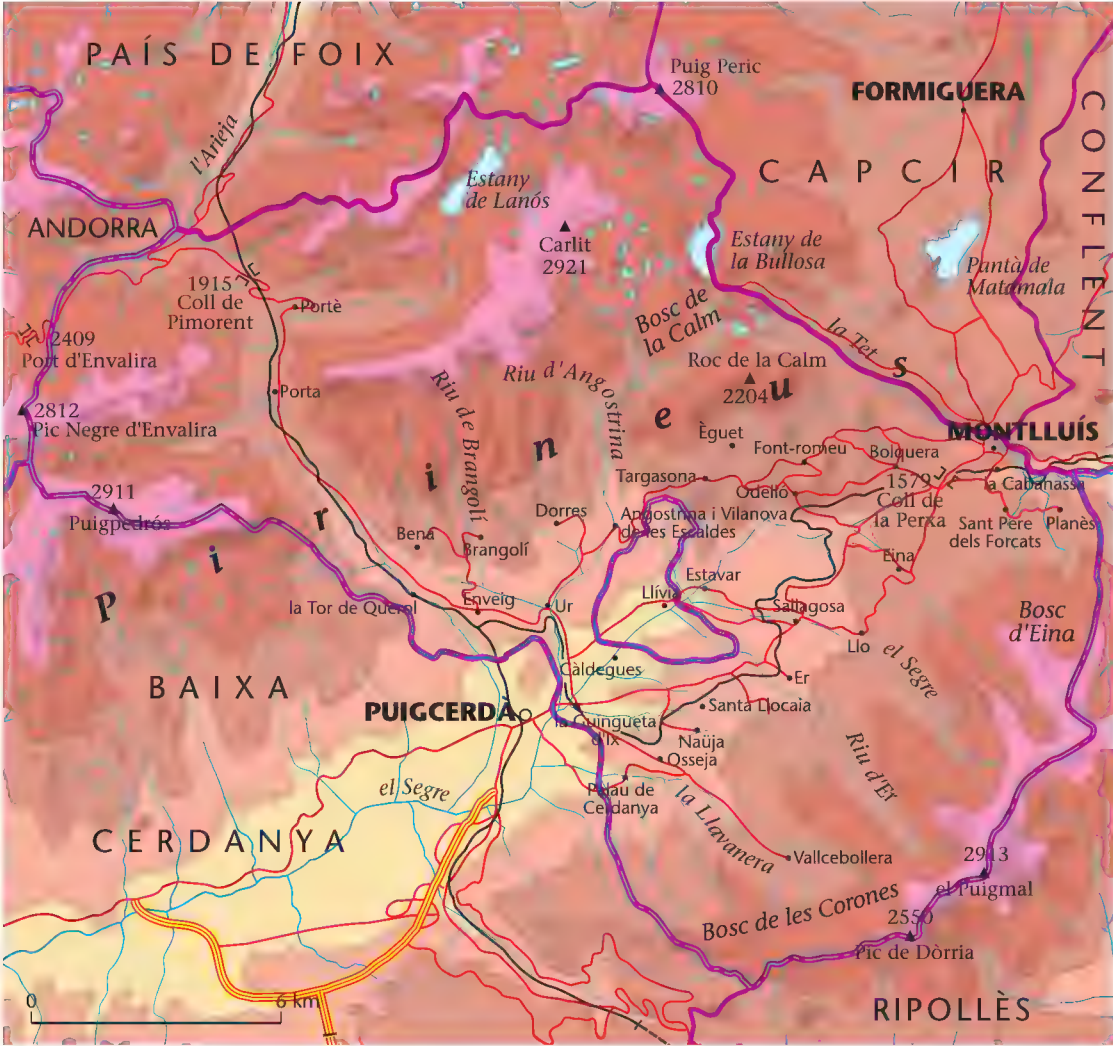 PAÍS DE FOIX
Puig Peric
2810
FORMIGUERA
CONFLENT
l'Arieja
CAPCIR
Estany
de Lanós
ANDORRA
Carlit
2921
Estany de
la Bullosa
Pantà de
Matamala
1915
Coll de
Pimorent
Portè
Bosc de
la Calm
2409
Port d'Envalira
la Tet
Roc de la Calm
2204
Riu d'Angostrina
Riu de Brangolí
Porta
2812
Pic Negre d'Envalira
Pirineus
Èguet
MONTLLUÍS
Font-romeu
Bolquera
Targasona
1579
Coll de
la Perxa
la Cabanassa
Odelló
2911
Puigpedrós
Dorres
Angostrina i Vilanova
de les Escaldes
Sant Pere
dels Forcats
Planès
Bena
Brangolí
Eina
Estavar
la Tor de Querol
Enveig
Ur
Llívia
Sallagosa
Bosc
d'Eina
Llo
el Segre
Càldegues
Er
BAIXA
PUIGCERDÀ
la Guingueta
d'Ix
Santa Llocaia
Naüja
Osseja
Riu d'Er
el Segre
Palau de
Cerdanya
la Llavanera
CERDANYA
Vallcebollera
2913
el Puigmal
Bosc de les Corones
2550
Pic de Dòrria
0
6 km
RIPOLLÈS